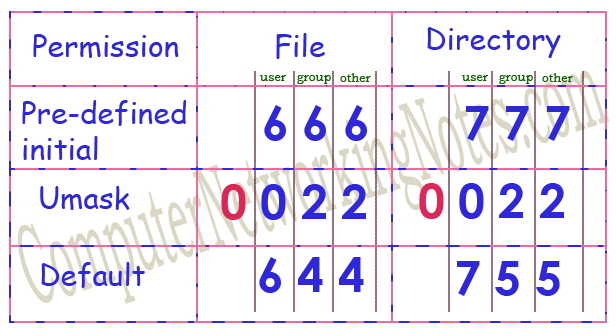 Permission File Directory
user group other user group other
Pre-defined initial 6 6 6 7 7 7
Umask 0 0 2 2 0 0 2 2
Default 6 4 4 7 5 5
ComputerNetworkingNotes.com